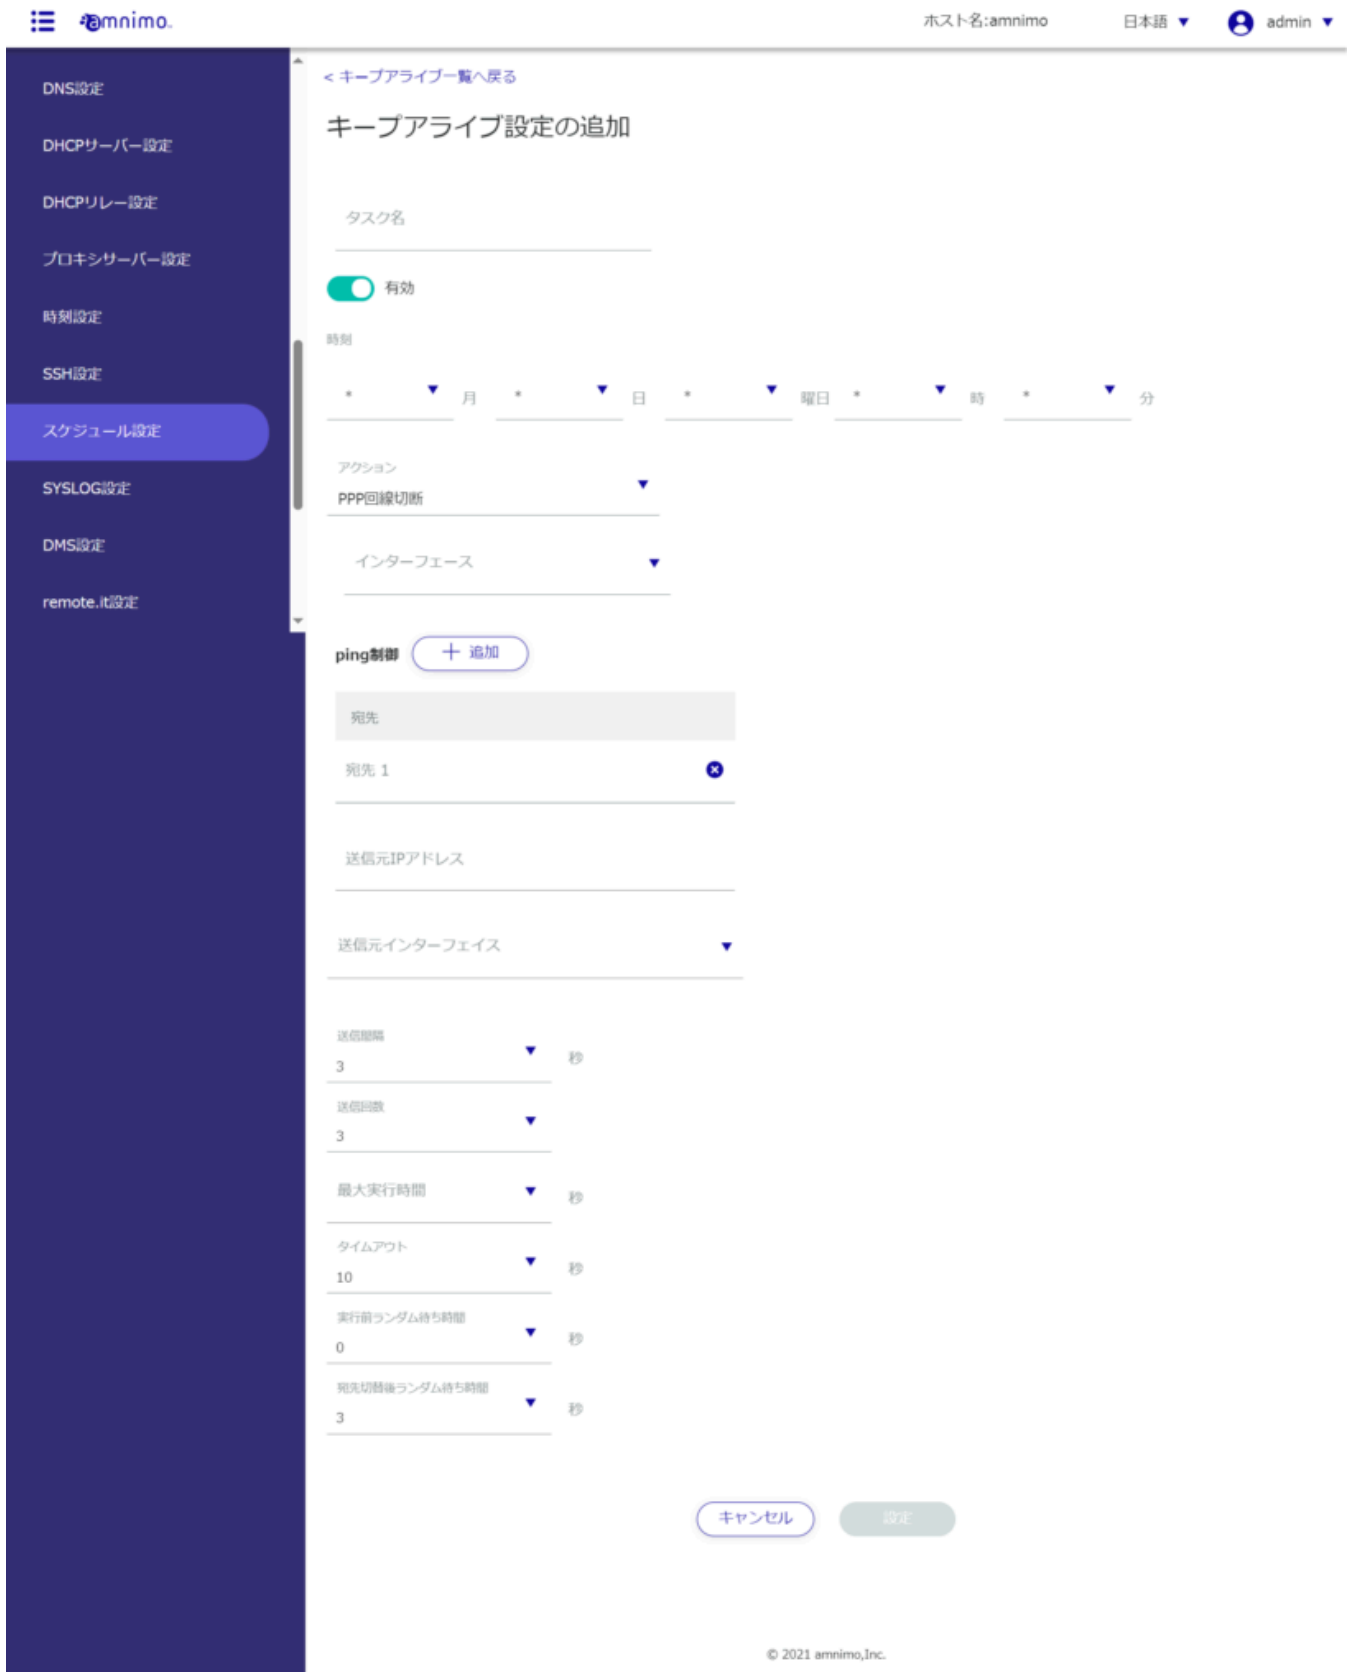 amnimo.
ホスト名:amnimo 日本語 ▼ admin ▼
DNS設定
DHCPサーバー設定
DHCPリレー設定
プロキシサーバー設定
時刻設定
SSH設定
スケジュール設定
SYSLOG設定
DMS設定
remote.it設定
< キープアライブ一覧へ戻る
キープアライブ設定の追加
タスク名
有効
時刻
* 月 * 日 * 曜日 * 時 * 分
アクション
PPP回線切断
インターフェース
ping制御 + 追加
宛先
宛先 1
送信元IPアドレス
送信元インターフェイス
送信間隔
3 秒
送信回数
3
最大実行時間 秒
タイムアウト
10 秒
実行前ランダム待ち時間
0 秒
宛先切替後ランダム待ち時間
3 秒
キャンセル 設定
© 2021 amnimo,Inc.